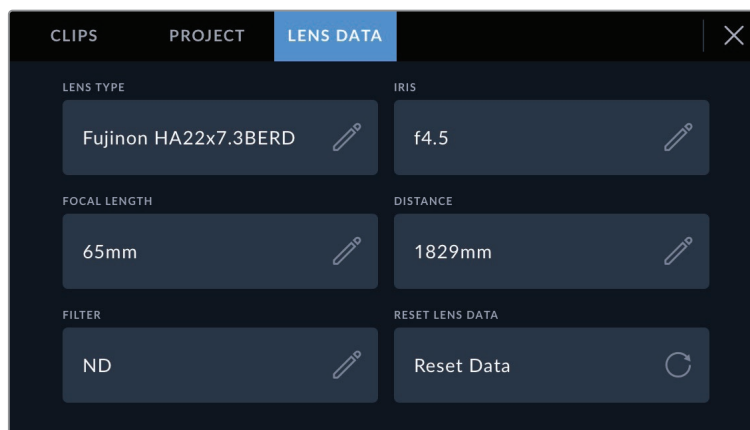 CLIPS PROJECT LENS DATA
LENS TYPE
Fujinon HA22x7.3BERD
IRIS
f4.5
FOCAL LENGTH
65mm
DISTANCE
1829mm
FILTER
ND
RESET LENS DATA
Reset Data